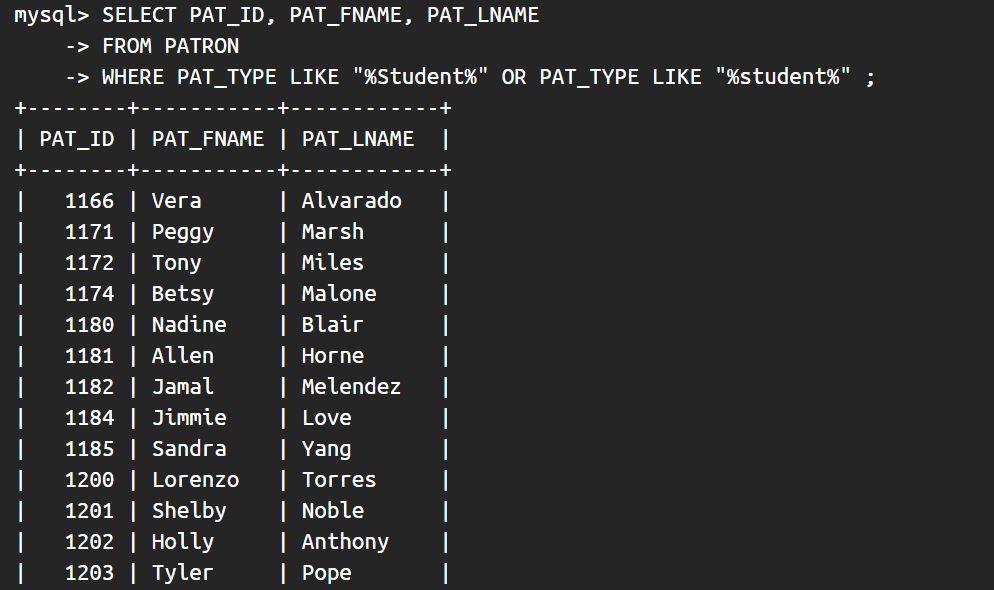 mysql> SELECT PAT_ID, PAT_FNAME, PAT_LNAME
    -> FROM PATRON
    -> WHERE PAT_TYPE LIKE "%Student%" OR PAT_TYPE LIKE "%student%" ;
+--------+-----------+------------+
| PAT_ID | PAT_FNAME | PAT_LNAME  |
+--------+-----------+------------+
|   1166 | Vera      | Alvarado   |
|   1171 | Peggy     | Marsh      |
|   1172 | Tony      | Miles      |
|   1174 | Betsy     | Malone     |
|   1180 | Nadine    | Blair      |
|   1181 | Allen     | Horne      |
|   1182 | Jamal     | Melendez   |
|   1184 | Jimmie    | Love       |
|   1185 | Sandra    | Yang       |
|   1200 | Lorenzo   | Torres     |
|   1201 | Shelby    | Noble      |
|   1202 | Holly     | Anthony    |
|   1203 | Tyler     | Pope       |